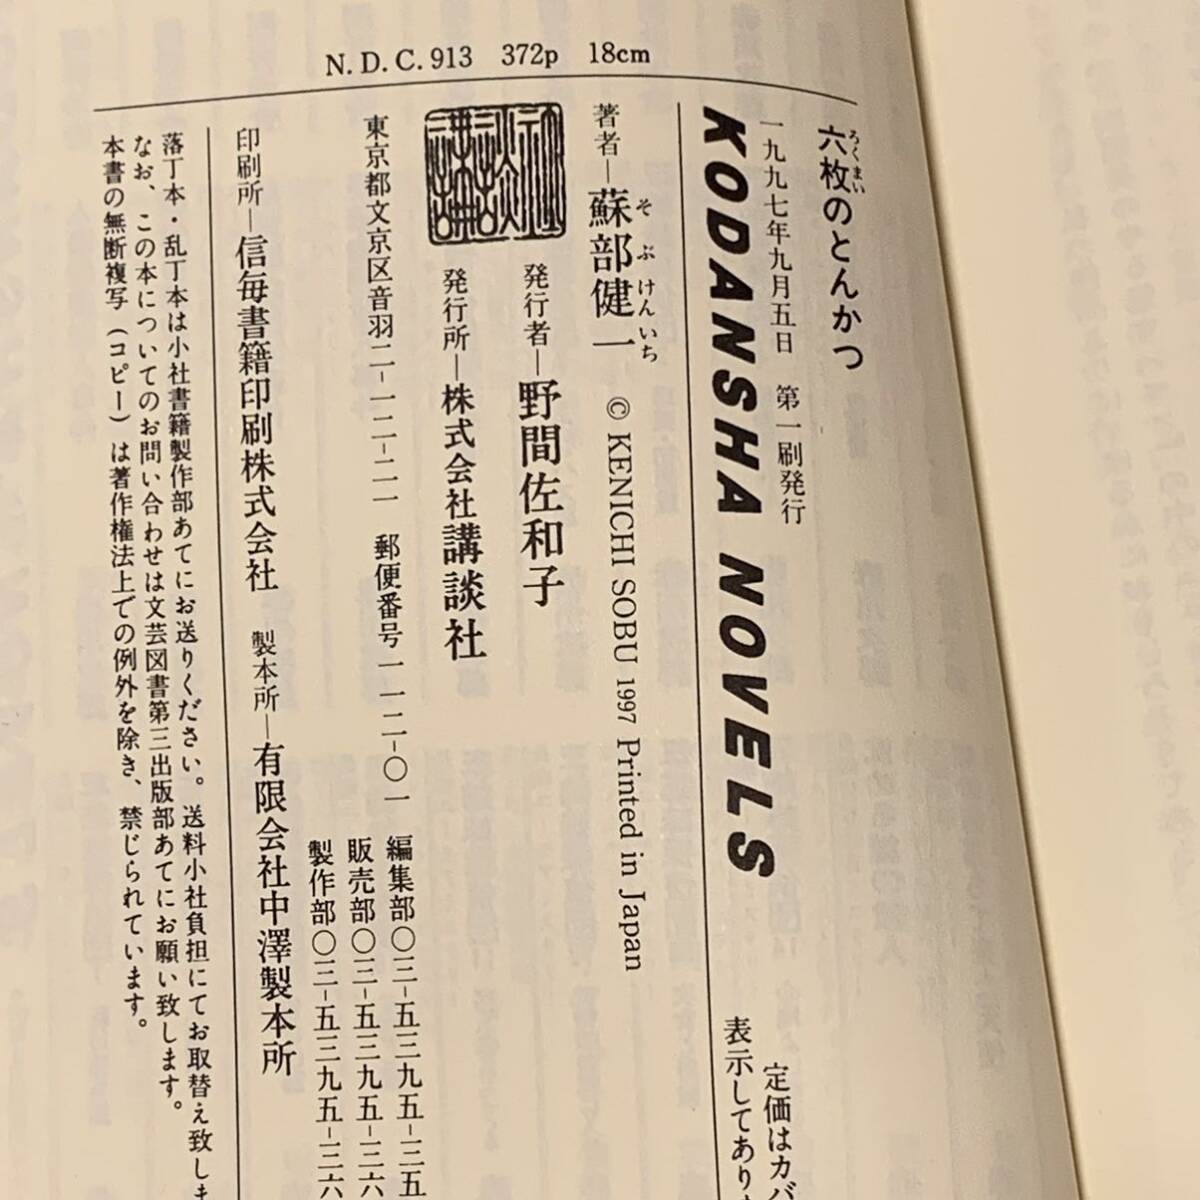 N. D. C. 913　372p　18cm
六枚のとんかつ
ろくまい
一九九七年九月五日　第一刷発行
KODANSHA NOVELS
定価はカバ
表示してあり
著者―蘇部健一　© KENICHI SOBU 1997 Printed in Japan
そぶけんいち
発行者―野間佐和子
発行所―株式会社講談社
東京都文京区音羽二-一二-二一　郵便番号一一二-〇一
編集部〇三-五三九五-三五
販売部〇三-五三九五-三六
製作部〇三-五三九五-三六
印刷所―信毎書籍印刷株式会社　製本所―有限会社中澤製本所
落丁本・乱丁本は小社書籍製作部あてにお送りください。送料小社負担にてお取替え致しま
なお、この本についてのお問い合わせは文芸図書第三出版部あてにお願い致します。
本書の無断複写（コピー）は著作権法上での例外を除き、禁じられています。